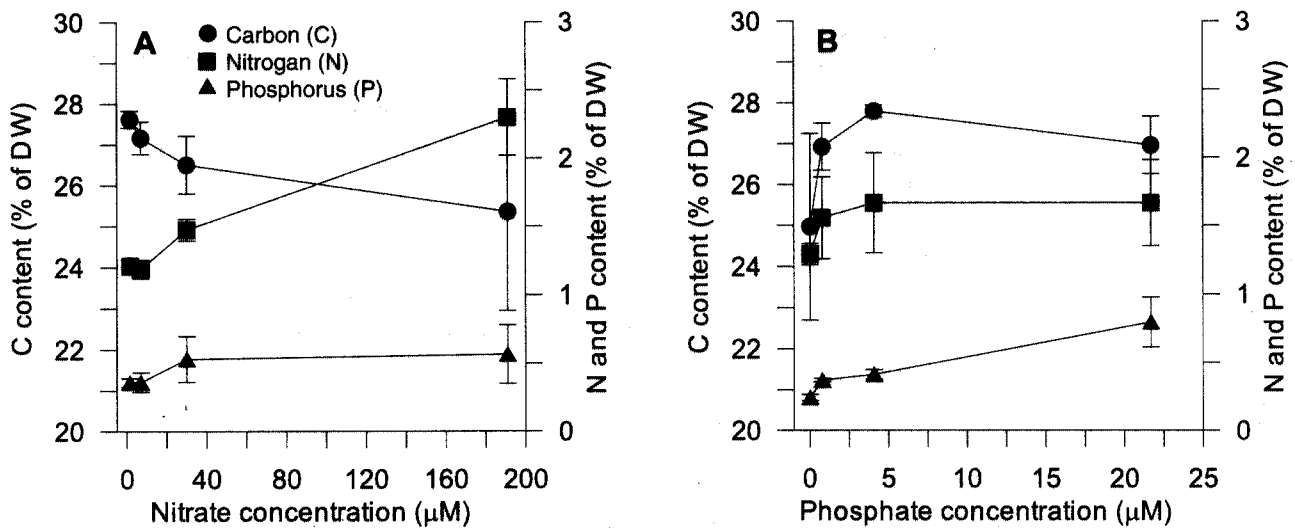 A
Carbon (C)
Nitrogan (N)
Phosphorus (P)
C content (% of DW)
30
28
26
24
22
20
3
2
1
0
N and P content (% of DW)
0 40 80 120 160 200
Nitrate concentration (µM)
B
C content (% of DW)
30
28
26
24
22
20
3
2
1
0
N and P content (% of DW)
0 5 10 15 20 25
Phosphate concentration (µM)